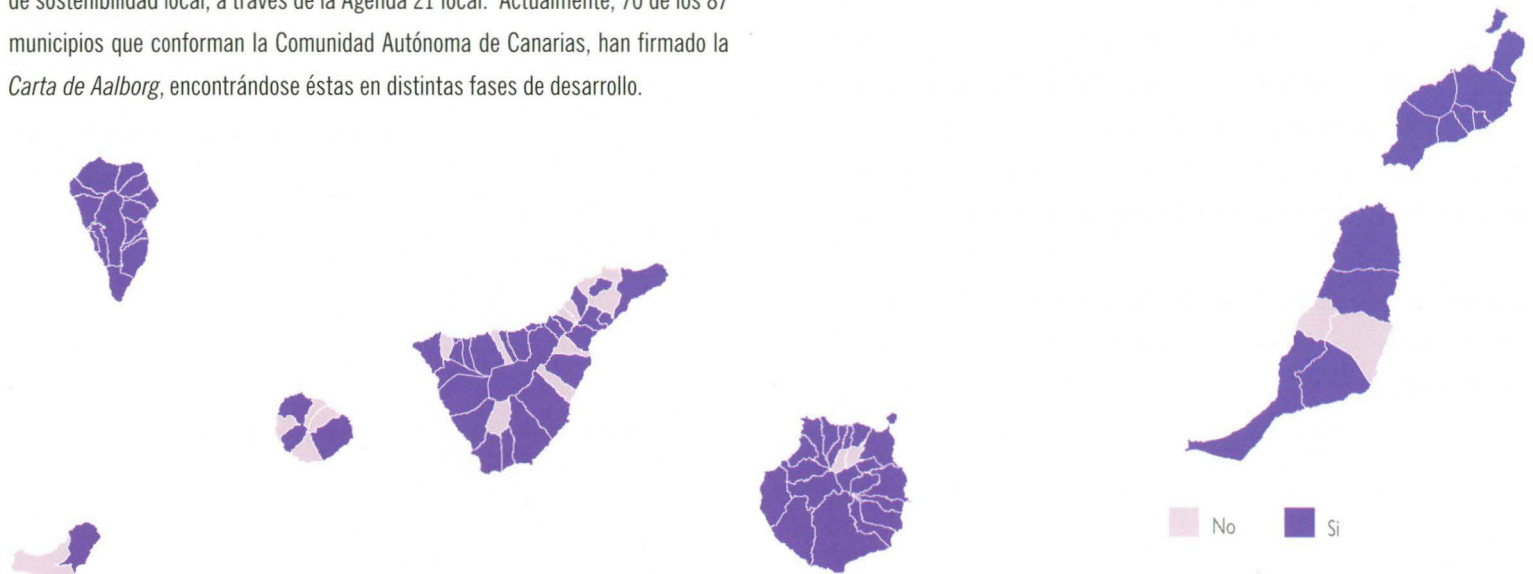 de sostenibilidad local, a través de la Agenda 21 local. Actualmente, 70 de los 87
municipios que conforman la Comunidad Autónoma de Canarias, han firmado la
Carta de Aalborg, encontrándose éstas en distintas fases de desarrollo.
No
Si